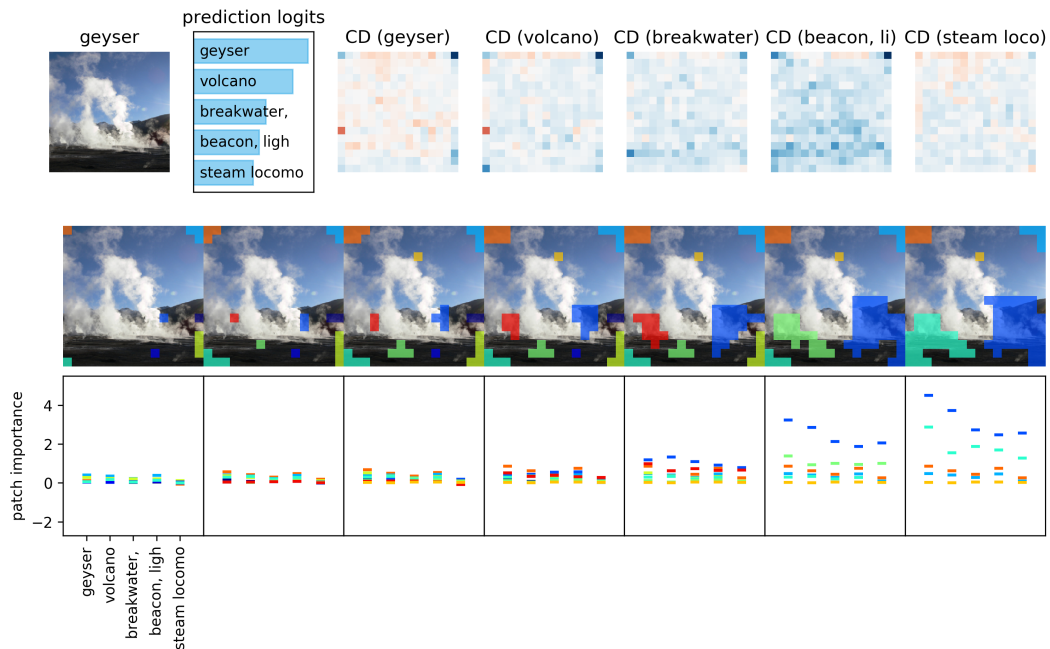 geyser
prediction logits
geyser
volcano
breakwater,
beacon, ligh
steam locomo
CD (geyser)
CD (volcano)
CD (breakwater)
CD (beacon, li)
CD (steam loco)
patch importance
4
2
0
−2
geyser
volcano
breakwater,
beacon, ligh
steam locomo